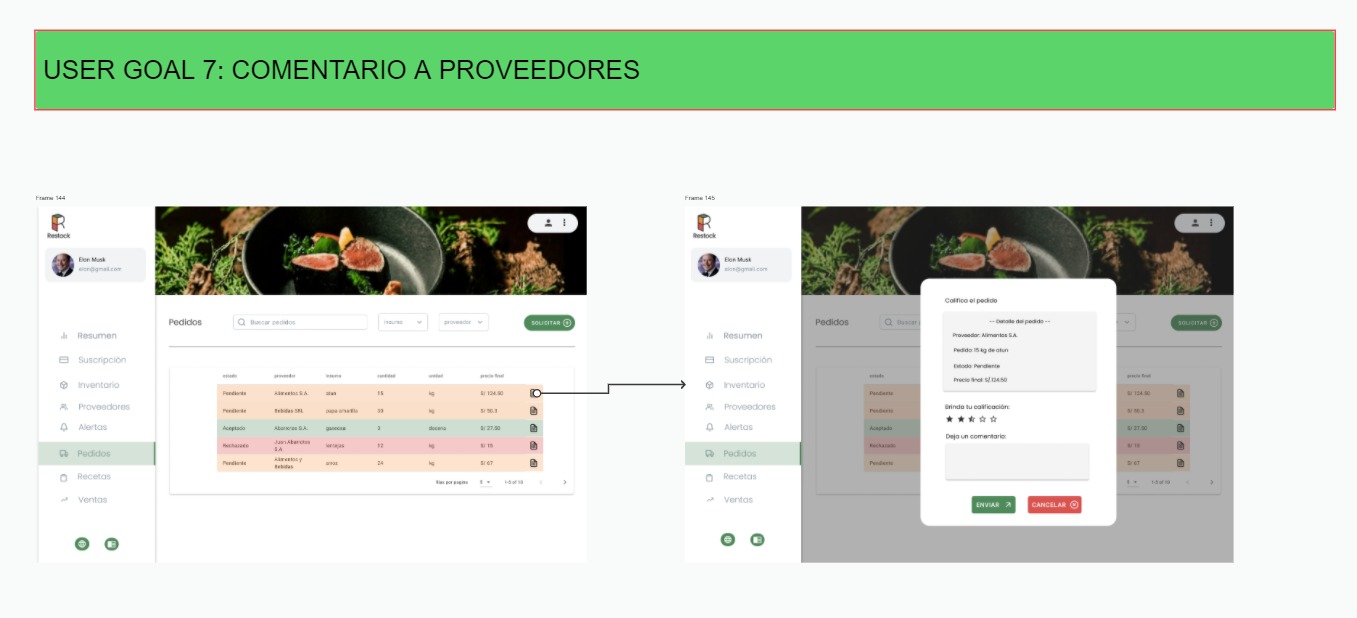 USER GOAL 7: COMENTARIO A PROVEEDORES
Frame 144
Restock
Elon Musk
elon@gmail.com
Resumen
Suscripción
Inventario
Proveedores
Alertas
Pedidos
Recetas
Ventas
Pedidos
Buscar pedidos
insumo
proveedor
SOLICITAR
estado proveedor insumo cantidad unidad precio final
Pendiente Alimentos S.A. atun 15 kg S/ 124.50
Pendiente Bebidas SRL papa amarilla 33 kg S/ 50.3
Aceptado Abarrotes S.A. gaseosa 3 docena S/ 27.50
Rechazado Juan Abarrotes S.A. 12 kg S/ 15
Pendiente Alimentos y Bebidas arroz 24 kg S/ 67
filas por pagina 5 1-5 of 10
Frame 145
Restock
Elon Musk
elon@gmail.com
Resumen
Suscripción
Inventario
Proveedores
Alertas
Pedidos
Recetas
Ventas
Pedidos
Buscar
SOLICITAR
estado
precio final
Pendiente
S/ 124.50
Pendiente
S/ 50.3
Aceptado
S/ 27.50
Rechazado
S/ 15
Pendiente
S/ 67
5 1-5 of 10
Califica el pedido
-- Detalle del pedido --
Proveedor: Alimentos S.A.
Pedido: 15 kg de atun
Estado: Pendiente
Precio final: S/.124.50
Brinda tu calificación:
Deja un comentario:
ENVIAR
CANCELAR